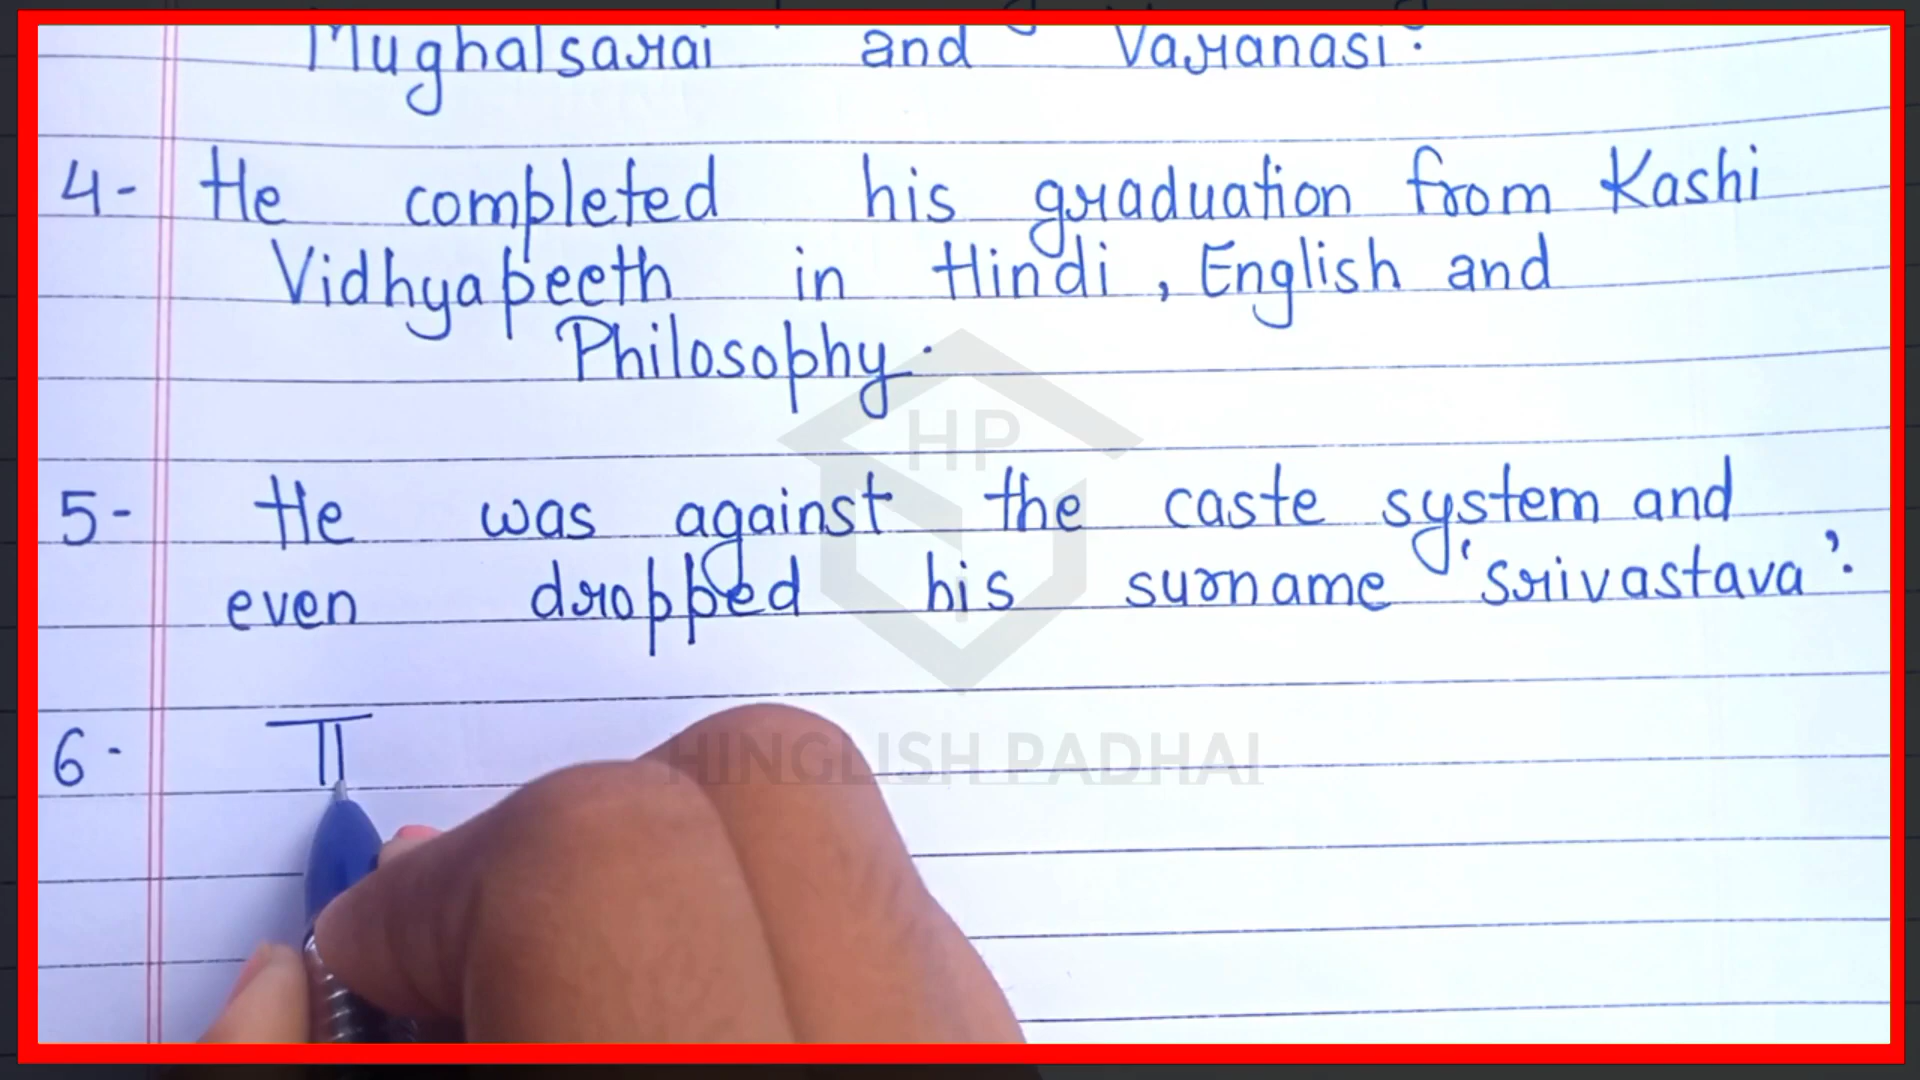 Mughalsarai and Varanasi.
4- He completed his graduation from Kashi
Vidhyapeeth in Hindi, English and
Philosophy.
HP
5- He was against the caste system and
even dropped his surname 'Srivastava'.
6-
HINGLISH PADHAI